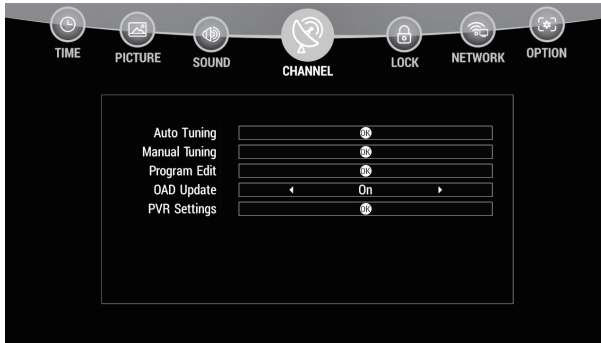 TIME
PICTURE
SOUND
CHANNEL
LOCK
NETWORK
OPTION
Auto Tuning OK
Manual Tuning OK
Program Edit OK
OAD Update On
PVR Settings OK